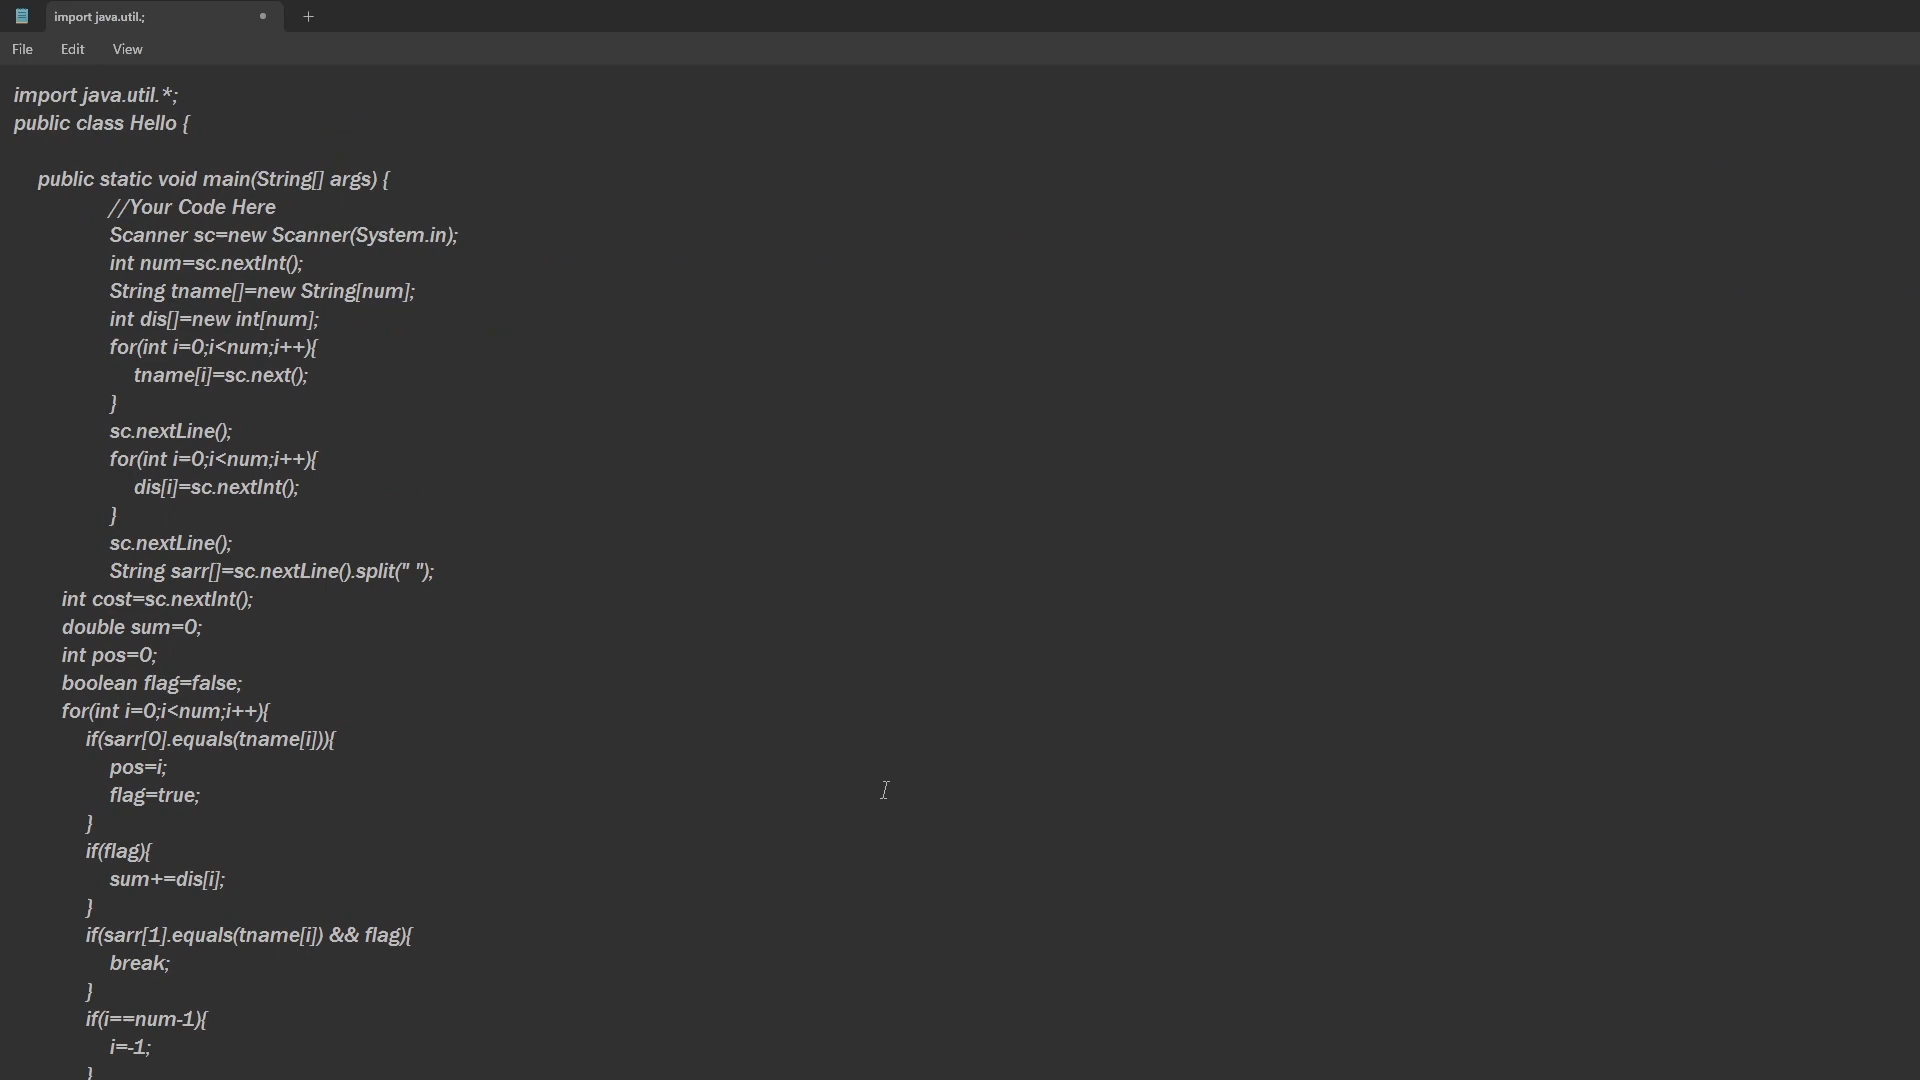 import java.util.;
File Edit View
import java.util.*;
public class Hello {
public static void main(String[] args) {
//Your Code Here
Scanner sc=new Scanner(System.in);
int num=sc.nextInt();
String tname[]=new String[num];
int dis[]=new int[num];
for(int i=0;i<num;i++){
tname[i]=sc.next();
}
sc.nextLine();
for(int i=0;i<num;i++){
dis[i]=sc.nextInt();
}
sc.nextLine();
String sarr[]=sc.nextLine().split(" ");
int cost=sc.nextInt();
double sum=0;
int pos=0;
boolean flag=false;
for(int i=0;i<num;i++){
if(sarr[0].equals(tname[i])){
pos=i;
flag=true;
}
if(flag){
sum+=dis[i];
}
if(sarr[1].equals(tname[i]) && flag){
break;
}
if(i==num-1){
i=-1;
}